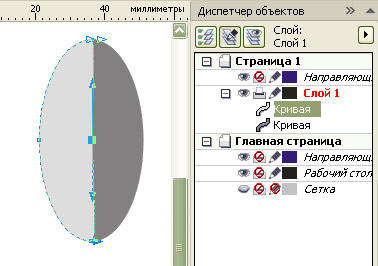 миллиметры
Диспетчер объектов
20
40
60
Слой:
Слой 1
Страница 1
Направляющ
Слой 1
Кривая
Кривая
Главная страница
Направляющ
Рабочий стол
Сетка